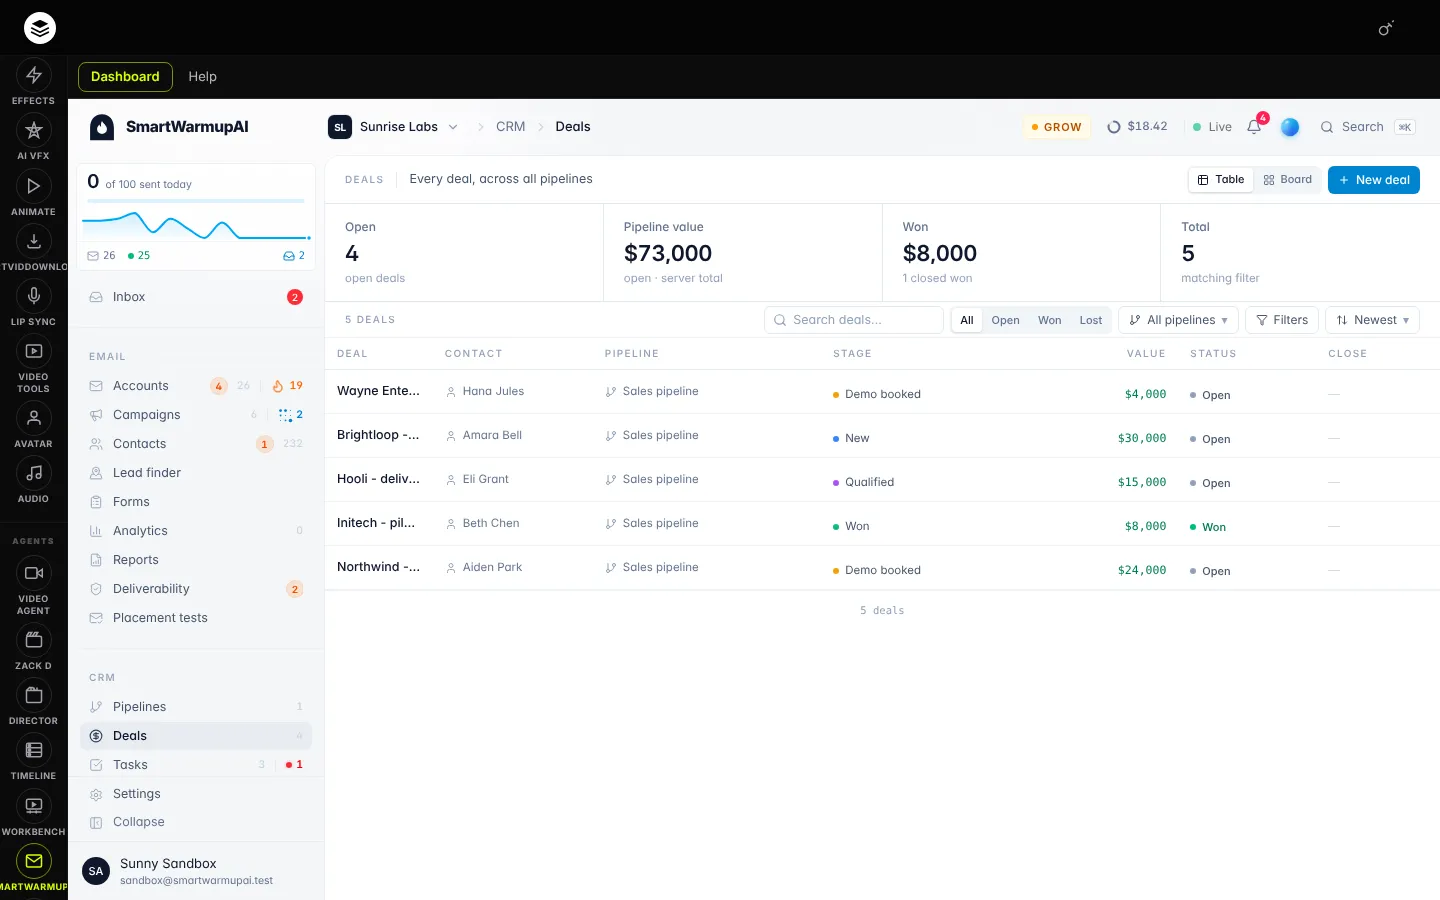 Dashboard
Help
EFFECTS
AI VFX
ANIMATE
TVIDDOWNLO
LIP SYNC
VIDEO
TOOLS
AVATAR
AUDIO
AGENTS
VIDEO
AGENT
ZACK D
DIRECTOR
TIMELINE
WORKBENCH
MARTWARMUP
SmartWarmupAI
0 of 100 sent today
26 25 2
Inbox 2
EMAIL
Accounts 4 26 19
Campaigns 6 2
Contacts 1 232
Lead finder
Forms
Analytics 0
Reports
Deliverability 2
Placement tests
CRM
Pipelines 1
Deals 4
Tasks 3 1
Settings
Collapse
SA
Sunny Sandbox
sandbox@smartwarmupai.test
SL Sunrise Labs CRM Deals
GROW $18.42 Live 4 Search ⌘K
DEALS Every deal, across all pipelines
Table Board + New deal
Open
4
open deals
Pipeline value
$73,000
open · server total
Won
$8,000
1 closed won
Total
5
matching filter
5 DEALS Search deals... All Open Won Lost All pipelines ▾ Filters Newest ▾
DEAL CONTACT PIPELINE STAGE VALUE STATUS CLOSE
Wayne Ente... Hana Jules Sales pipeline Demo booked $4,000 Open —
Brightloop -... Amara Bell Sales pipeline New $30,000 Open —
Hooli - deliv... Eli Grant Sales pipeline Qualified $15,000 Open —
Initech - pil... Beth Chen Sales pipeline Won $8,000 Won —
Northwind -... Aiden Park Sales pipeline Demo booked $24,000 Open —
5 deals